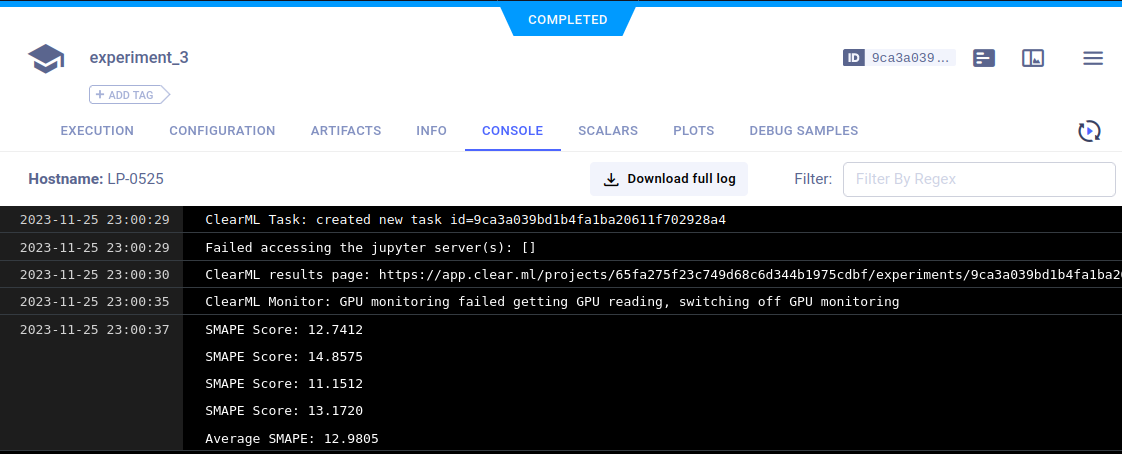 COMPLETED
experiment_3
ID 9ca3a039 ...
+ ADD TAG
EXECUTION CONFIGURATION ARTIFACTS INFO CONSOLE SCALARS PLOTS DEBUG SAMPLES
Hostname: LP-0525 Download full log Filter: Filter By Regex
2023-11-25 23:00:29 ClearML Task: created new task id=9ca3a039bd1b4fa1ba20611f702928a4
2023-11-25 23:00:29 Failed accessing the jupyter server(s): []
2023-11-25 23:00:30 ClearML results page: https://app.clear.ml/projects/65fa275f23c749d68c6d344b1975cdbf/experiments/9ca3a039bd1b4fa1ba2
2023-11-25 23:00:35 ClearML Monitor: GPU monitoring failed getting GPU reading, switching off GPU monitoring
2023-11-25 23:00:37 SMAPE Score: 12.7412
SMAPE Score: 14.8575
SMAPE Score: 11.1512
SMAPE Score: 13.1720
Average SMAPE: 12.9805